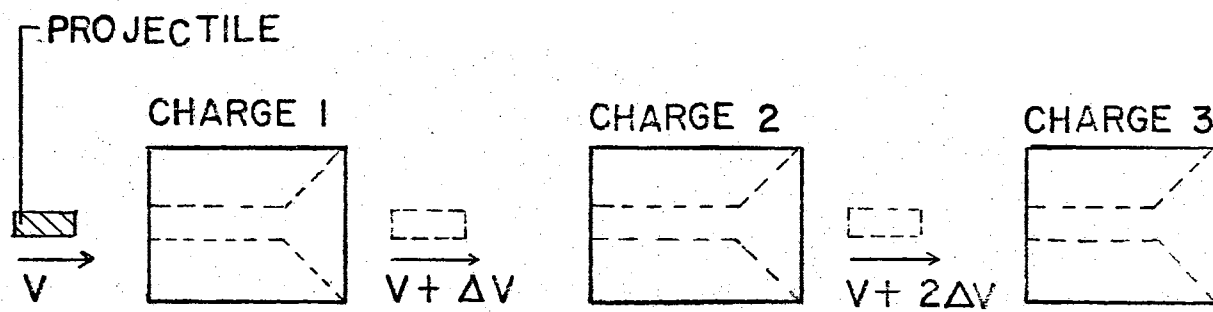 PROJECTILE
CHARGE 1
CHARGE 2
CHARGE 3
V
V + ΔV
V + 2ΔV